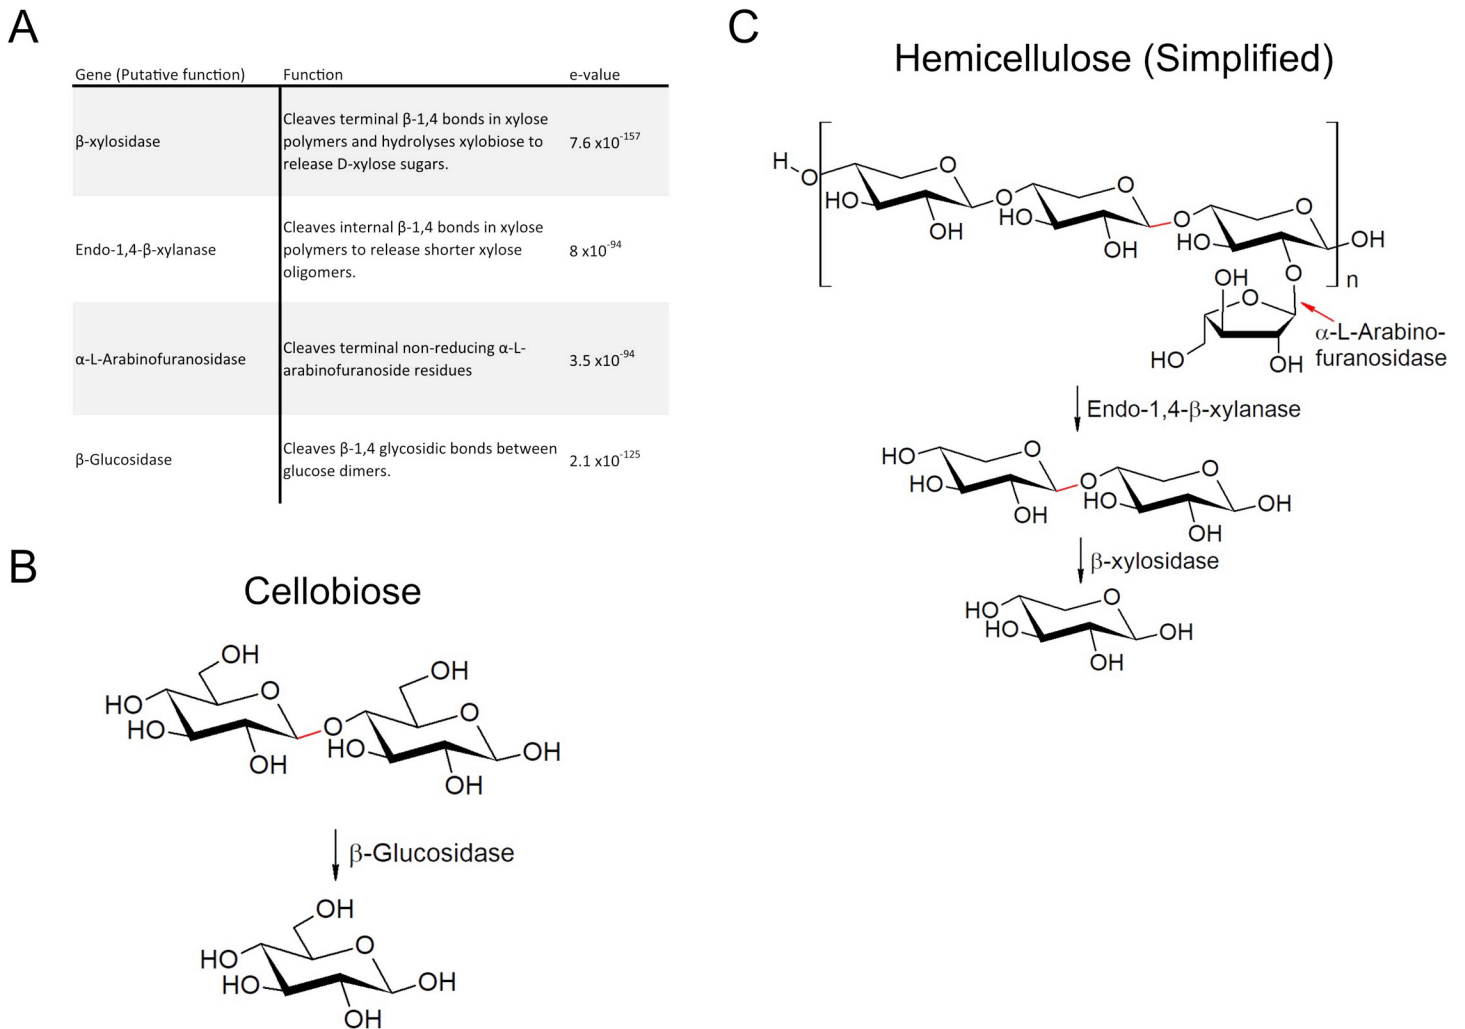 A
Gene (Putative function) Function e-value
β-xylosidase
Cleaves terminal β-1,4 bonds in xylose
polymers and hydrolyses xylobiose to
release D-xylose sugars.
7.6 x10-157
Endo-1,4-β-xylanase
Cleaves internal β-1,4 bonds in xylose
polymers to release shorter xylose
oligomers.
8 x10-94
α-L-Arabinofuranosidase
Cleaves terminal non-reducing α-L-
arabinofuranoside residues
3.5 x10-94
β-Glucosidase
Cleaves β-1,4 glycosidic bonds between
glucose dimers.
2.1 x10-125
B
Cellobiose
OH
OH
HO
O
O
HO
O
HO
OH
OH
OH
β-Glucosidase
OH
O
HO
HO
OH
OH
C
Hemicellulose (Simplified)
H
O
O
HO
O
O
HO
OH
O
O
HO
OH
OH
O
n
OH
O
HO
OH
α-L-Arabino-
furanosidase
Endo-1,4-β-xylanase
HO
O
HO
O
O
HO
OH
OH
OH
β-xylosidase
HO
O
HO
OH
OH